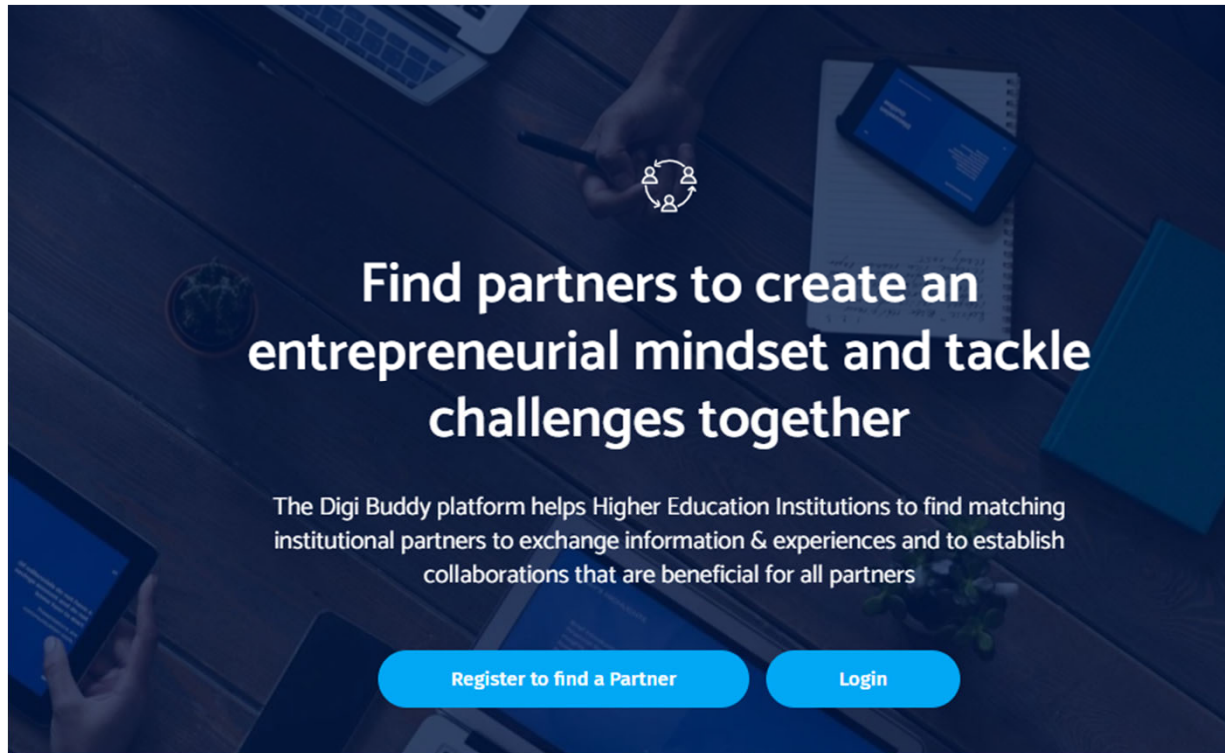 Find partners to create an
entrepreneurial mindset and tackle
challenges together
The Digi Buddy platform helps Higher Education Institutions to find matching
institutional partners to exchange information & experiences and to establish
collaborations that are beneficial for all partners
Register to find a Partner
Login